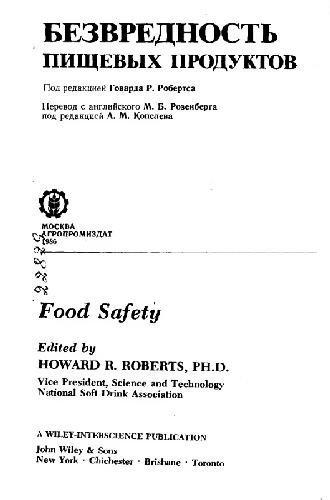 БЕЗВРЕДНОСТЬ
ПИЩЕВЫХ ПРОДУКТОВ
Под редакцией Говарда Р. Робертса
Перевод с английского М. Б. Розенберга
под редакцией А. М. Копелева
МОСКВА
АГРОПРОМИЗДАТ
1986
Food Safety
Edited by
HOWARD R. ROBERTS, PH.D.
Vice President, Science and Technology
National Soft Drink Association
A WILEY-INTERSCIENCE PUBLICATION
John Wiley & Sons
New York · Chichester · Brisbane · Toronto